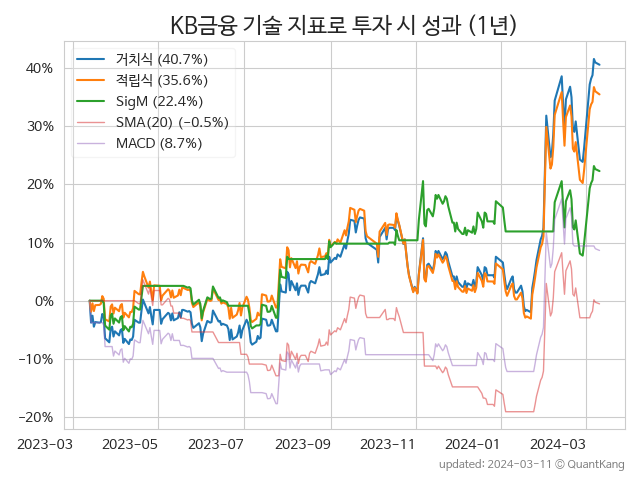 KB금융 기술 지표로 투자 시 성과 (1년)
거치식 (40.7%)
적립식 (35.6%)
SigM (22.4%)
SMA(20) (−0.5%)
MACD (8.7%)
40%
30%
20%
10%
0%
−10%
−20%
2023-03 2023-05 2023-07 2023-09 2023-11 2024-01 2024-03
updated: 2024-03-11 © QuantKang